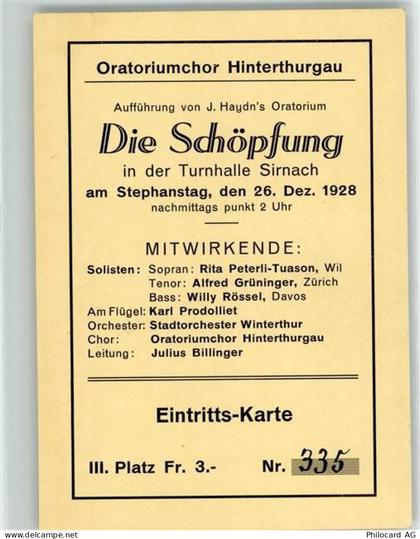 Oratoriumchor Hinterthurgau
Aufführung von J. Haydn's Oratorium
Die Schöpfung
in der Turnhalle Sirnach
am Stephanstag, den 26. Dez. 1928
nachmittags punkt 2 Uhr
MITWIRKENDE:
Solisten: Sopran: Rita Peterli-Tuason, Wil
Tenor: Alfred Grüninger, Zürich
Bass: Willy Rössel, Davos
Am Flügel: Karl Prodolliet
Orchester: Stadtorchester Winterthur
Chor: Oratoriumchor Hinterthurgau
Leitung: Julius Billinger
Eintritts-Karte
III. Platz Fr. 3.- Nr. 335
www.delcampe.net
Philocard AG